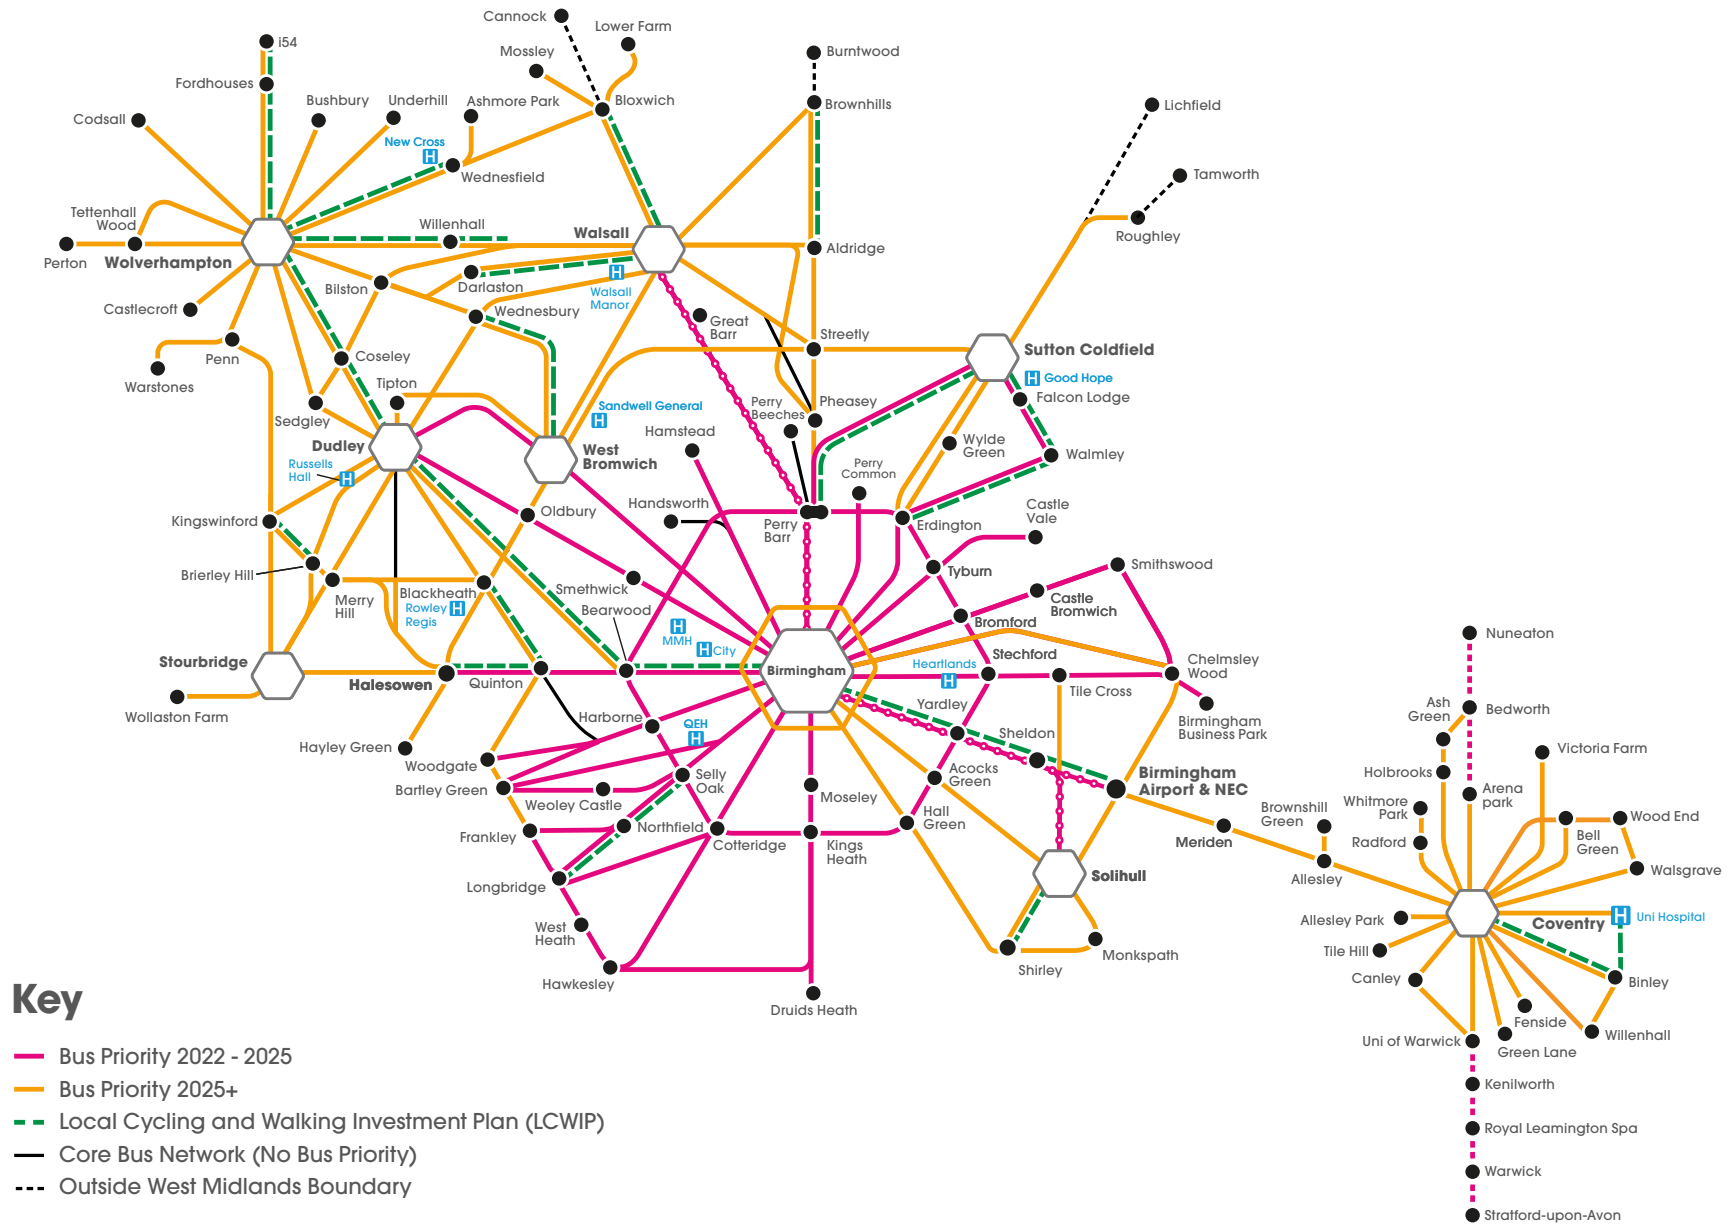 Cannock
Lower Farm
i54
Mossley
Burntwood
Fordhouses
Bushbury
Underhill
Ashmore Park
Bloxwich
Brownhills
Lichfield
Codsall
New Cross
H
Wednesfield
Tamworth
Tettenhall
Wood
Willenhall
Walsall
Roughley
Perton
Wolverhampton
Aldridge
Bilston
Darlaston
H
Walsall
Manor
Castlecroft
Wednesbury
Great
Barr
Streetly
Sutton Coldfield
Penn
Coseley
Warstones
Tipton
H Good Hope
Falcon Lodge
Sedgley
Sandwell General
H
Perry
Beeches
Pheasey
Hamstead
Dudley
West
Bromwich
Wylde
Green
Walmley
Russells
Hall
H
Perry
Common
Kingswinford
Oldbury
Handsworth
Perry
Barr
Erdington
Castle
Vale
Brierley Hill
Merry
Hill
Blackheath
Rowley
Regis
H
Smethwick
Bearwood
Tyburn
Smithswood
Castle
Bromwich
Bromford
H
MMH
H City
Stourbridge
Halesowen
Quinton
Birmingham
Stechford
Heartlands
H
Tile Cross
Chelmsley
Wood
Nuneaton
Wollaston Farm
Harborne
QEH
H
Yardley
Sheldon
Birmingham
Business Park
Ash
Green
Bedworth
Hayley Green
Woodgate
Bartley Green
Weoley Castle
Selly
Oak
Moseley
Acocks
Green
Birmingham
Airport & NEC
Holbrooks
Victoria Farm
Arena
park
Frankley
Northfield
Cotteridge
Kings
Heath
Hall
Green
Meriden
Brownshill
Green
Whitmore
Park
Radford
Bell
Green
Wood End
Longbridge
Solihull
Allesley
Walsgrave
West
Heath
Allesley Park
Coventry
H Uni Hospital
Hawkesley
Shirley
Monkspath
Tile Hill
Canley
Binley
Druids Heath
Fenside
Uni of Warwick
Green Lane
Willenhall
Kenilworth
Royal Leamington Spa
Warwick
Stratford-upon-Avon
Key
Bus Priority 2022 - 2025
Bus Priority 2025+
Local Cycling and Walking Investment Plan (LCWIP)
Core Bus Network (No Bus Priority)
Outside West Midlands Boundary